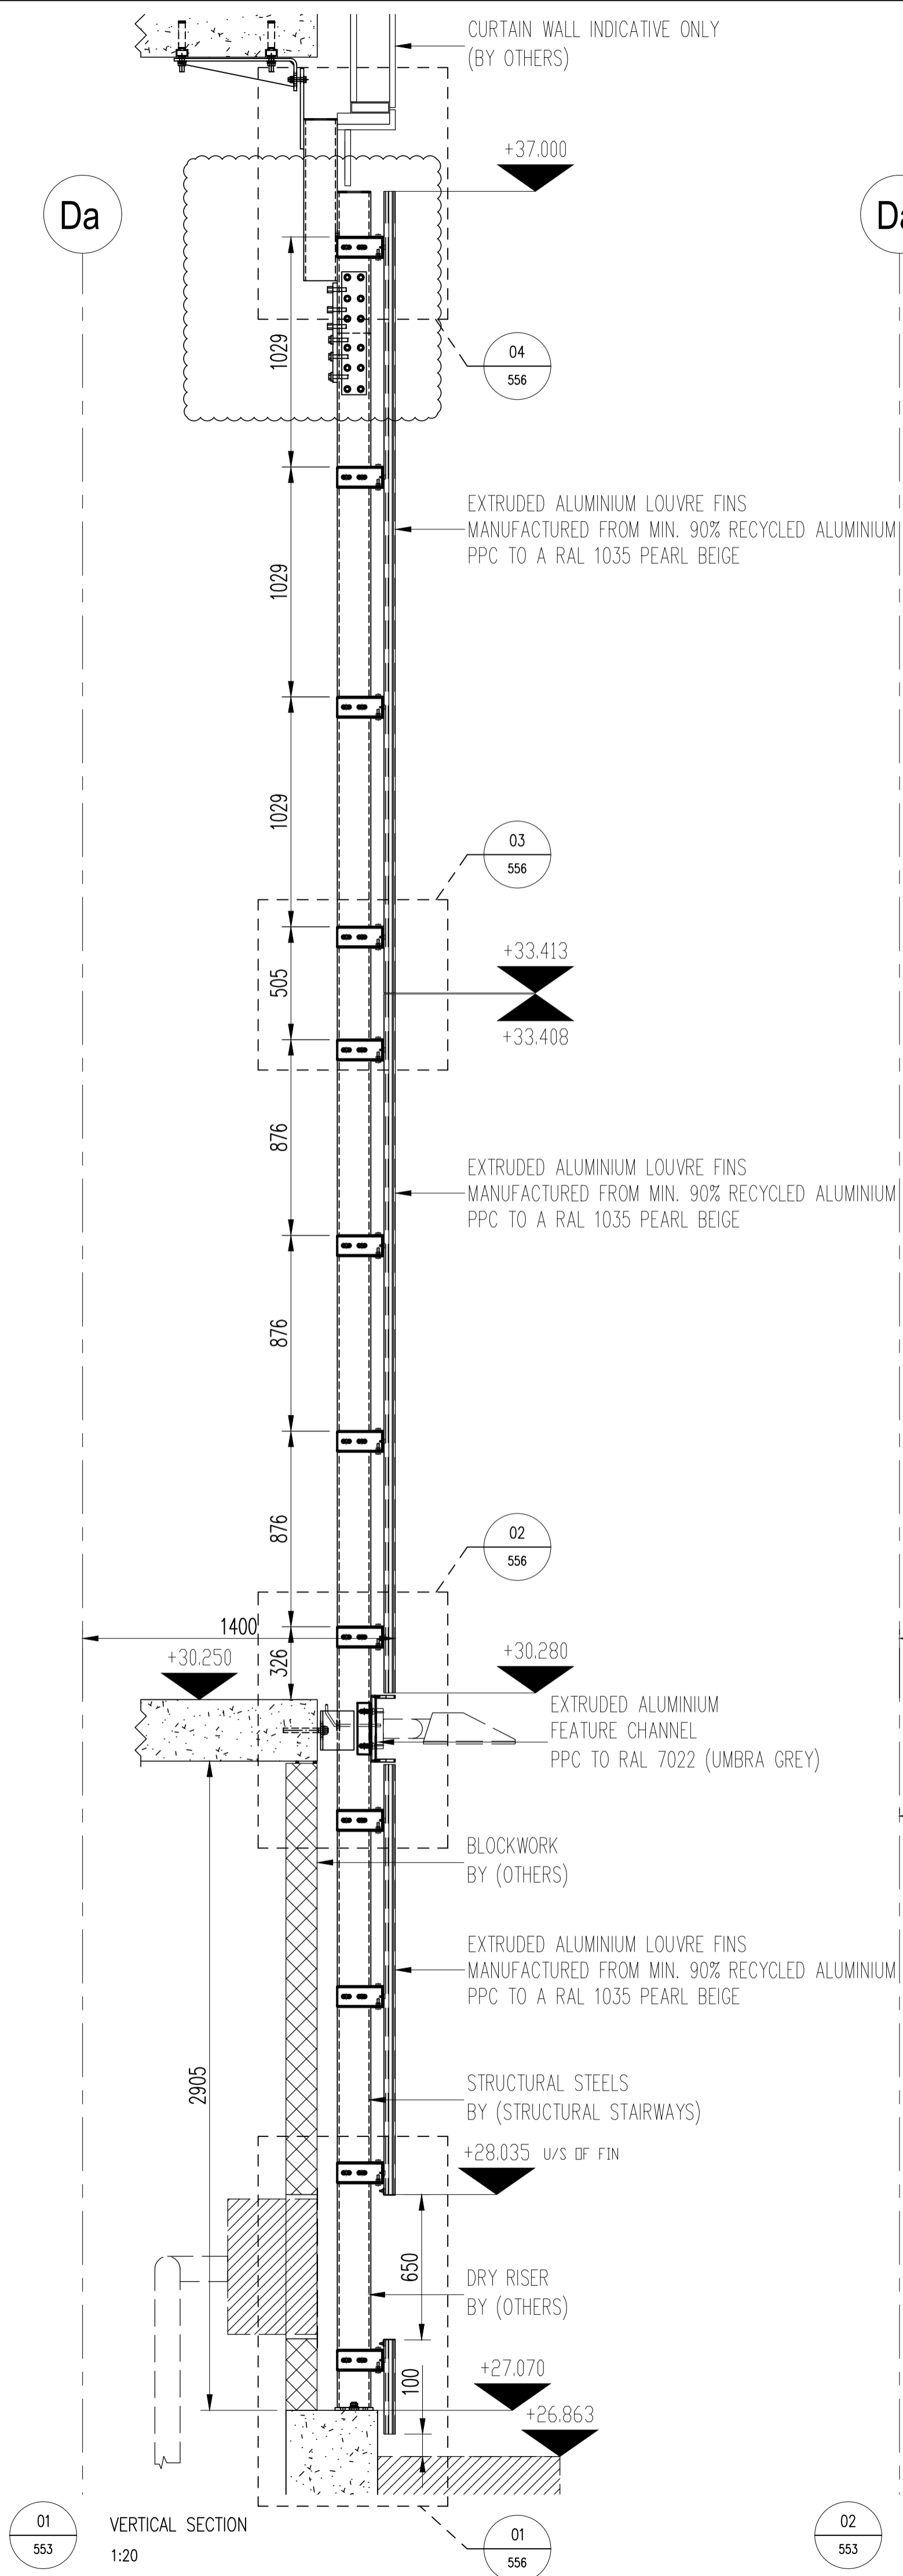 CURTAIN WALL INDICATIVE ONLY
(BY OTHERS)
+37.000
Da
1029
04
556
1029
EXTRUDED ALUMINIUM LOUVRE FINS
MANUFACTURED FROM MIN. 90% RECYCLED ALUMINIUM
PPC TO A RAL 1035 PEARL BEIGE
1029
03
556
505
+33.413
+33.408
876
EXTRUDED ALUMINIUM LOUVRE FINS
MANUFACTURED FROM MIN. 90% RECYCLED ALUMINIUM
PPC TO A RAL 1035 PEARL BEIGE
876
876
02
556
1400
326
+30.250
+30.280
EXTRUDED ALUMINIUM
FEATURE CHANNEL
PPC TO RAL 7022 (UMBRA GREY)
BLOCKWORK
BY (OTHERS)
EXTRUDED ALUMINIUM LOUVRE FINS
MANUFACTURED FROM MIN. 90% RECYCLED ALUMINIUM
PPC TO A RAL 1035 PEARL BEIGE
2905
STRUCTURAL STEELS
BY (STRUCTURAL STAIRWAYS)
+28.035 U/S OF FIN
650
DRY RISER
BY (OTHERS)
100
+27.070
+26.863
01
553
VERTICAL SECTION
1:20
01
556
02
553